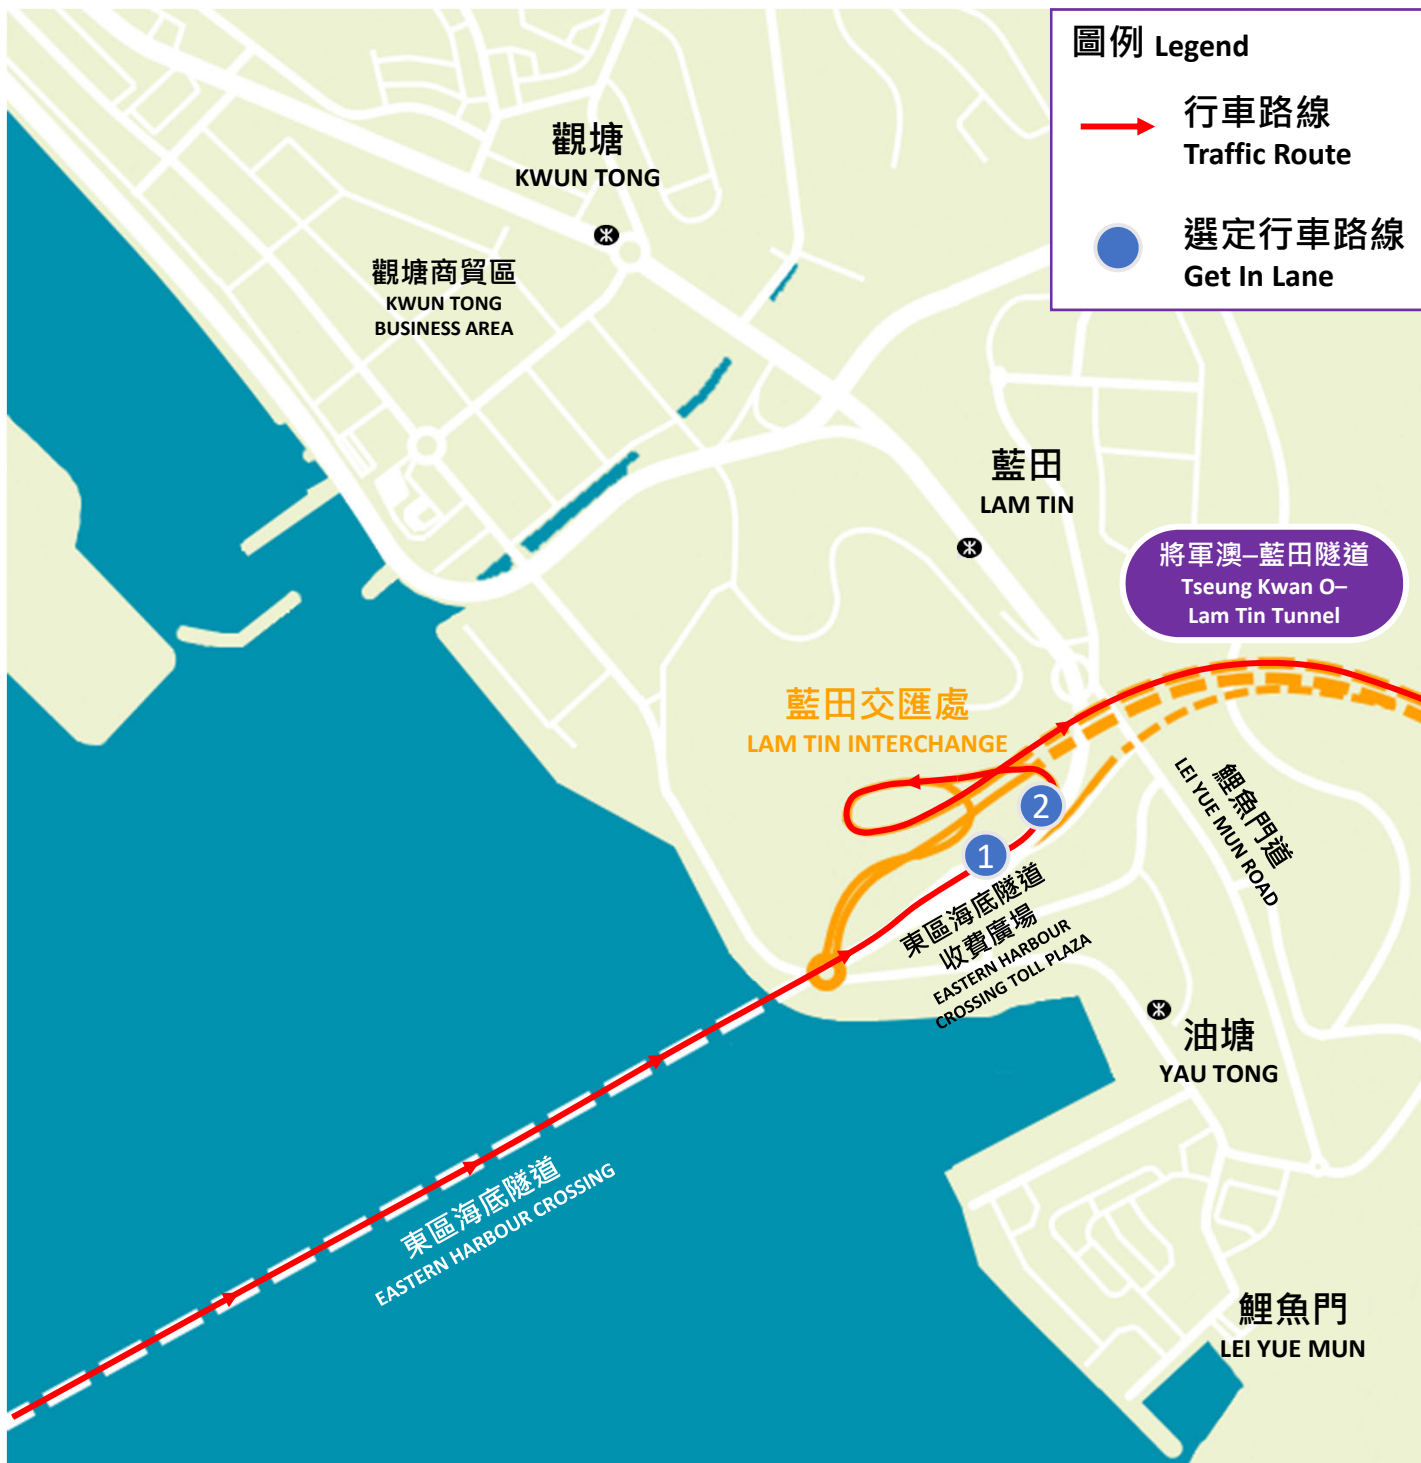 圖例 Legend
行車路線
Traffic Route
選定行車路線
Get In Lane
觀塘
KWUN TONG
觀塘商貿區
KWUN TONG
BUSINESS AREA
藍田
LAM TIN
將軍澳–藍田隧道
Tseung Kwan O–
Lam Tin Tunnel
藍田交匯處
LAM TIN INTERCHANGE
鯉魚門道
LEI YUE MUN ROAD
2
1
東區海底隧道
收費廣場
EASTERN HARBOUR
CROSSING TOLL PLAZA
油塘
YAU TONG
東區海底隧道
EASTERN HARBOUR CROSSING
鯉魚門
LEI YUE MUN